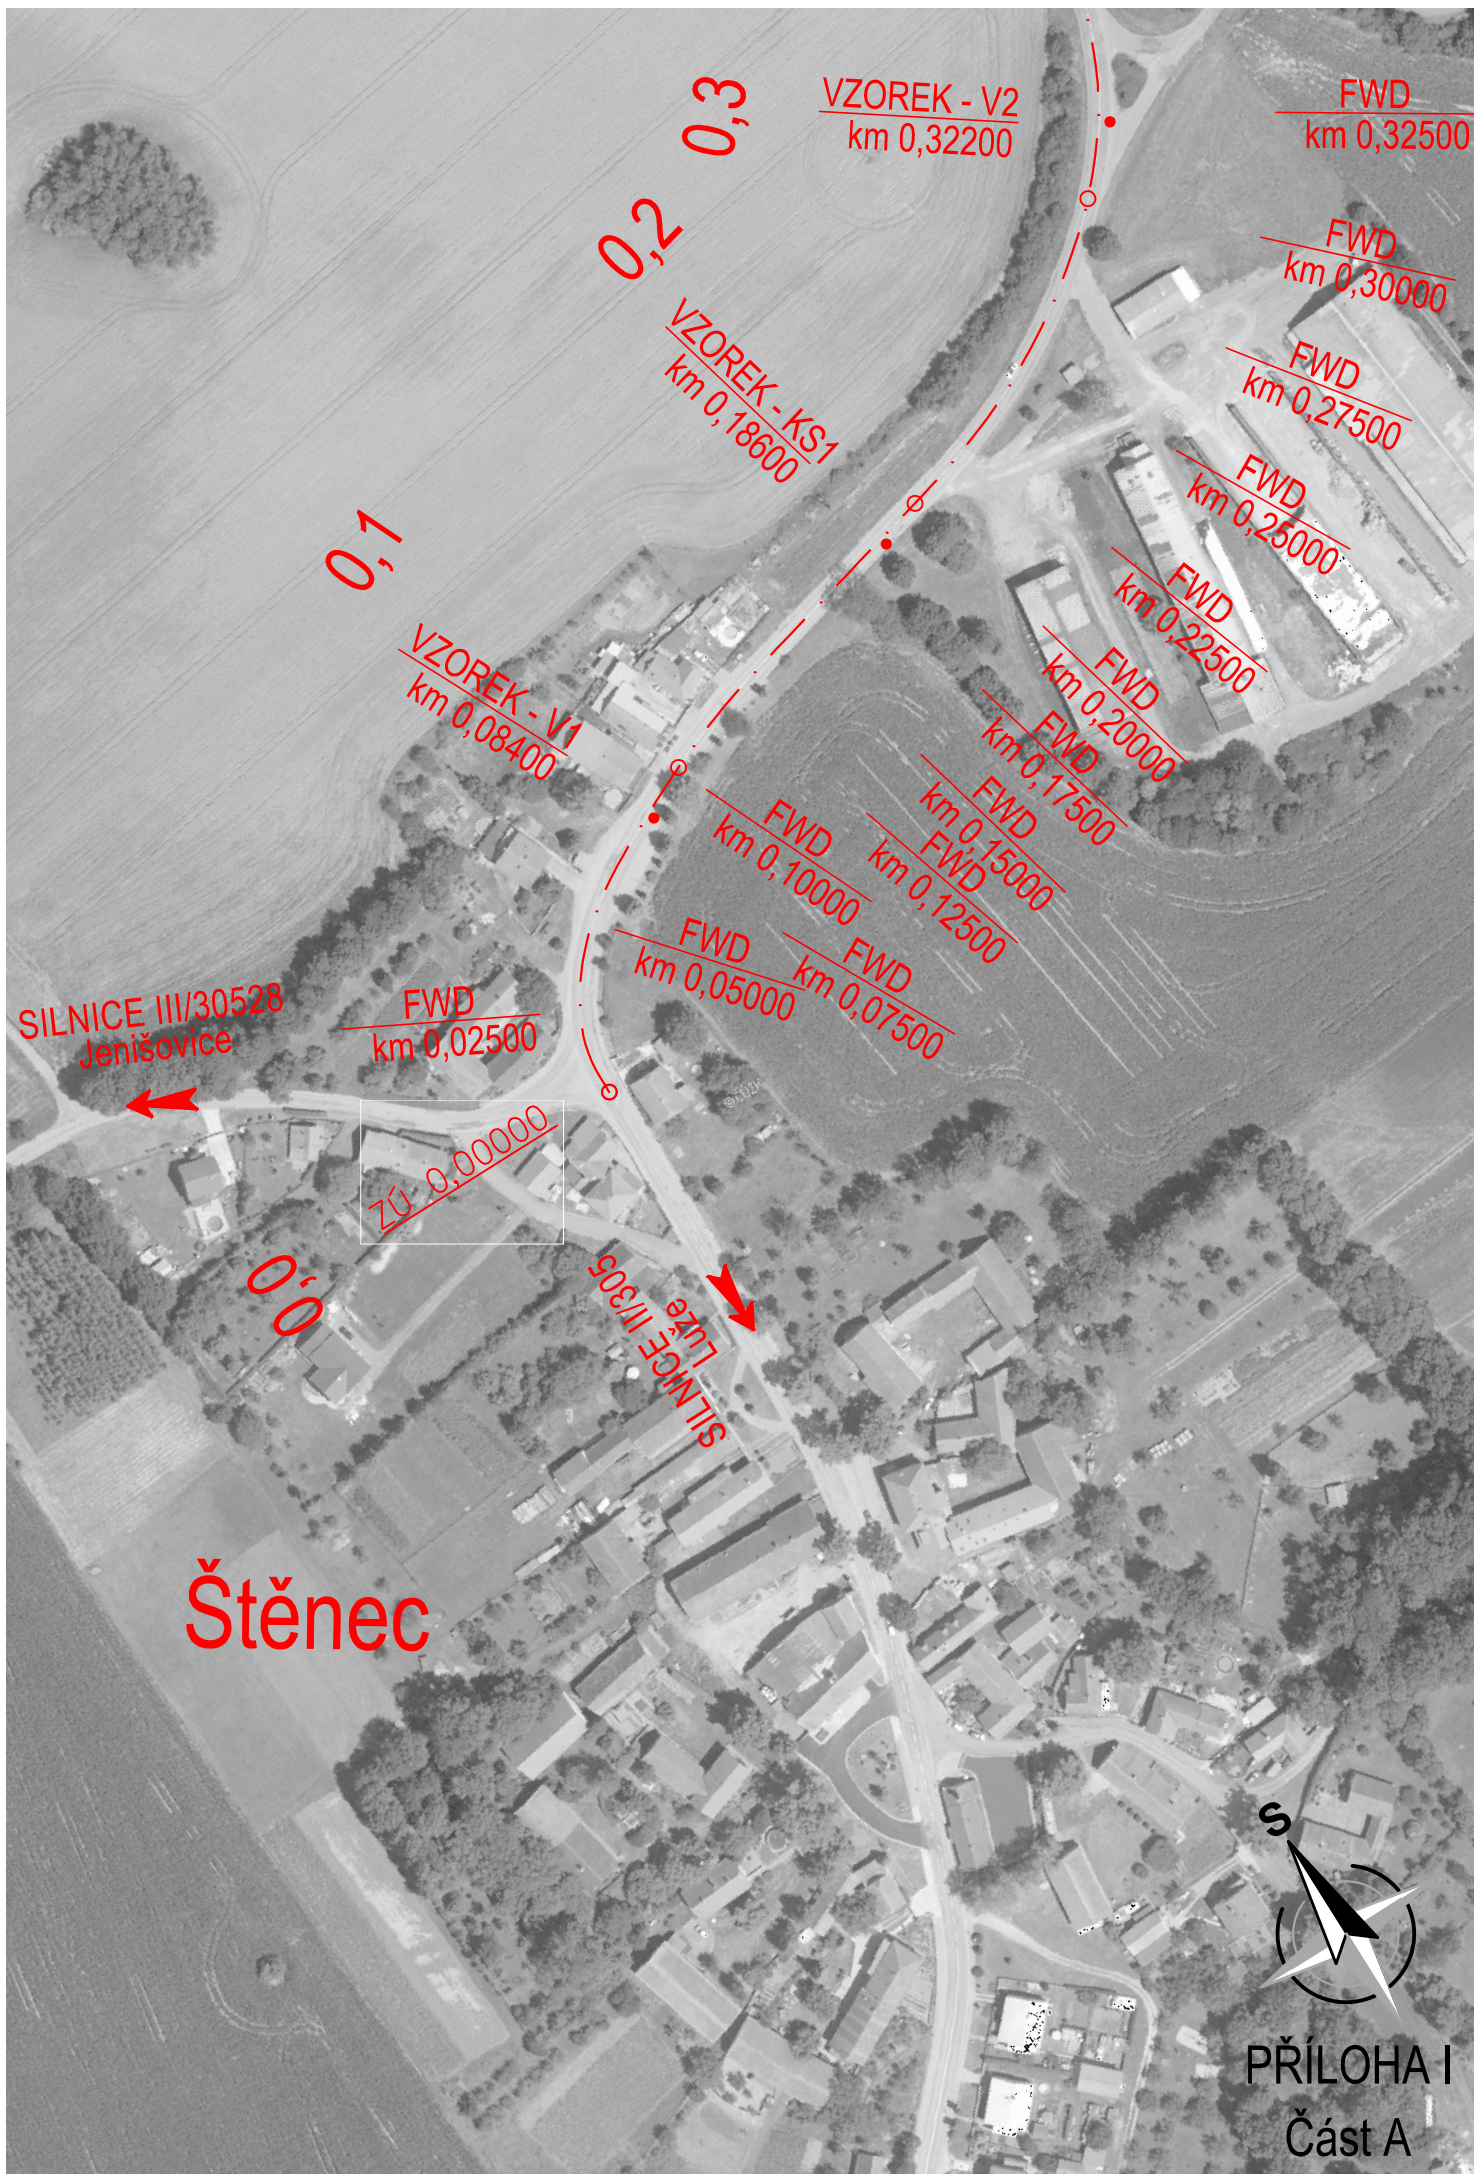 0,3
VZOREK - V2
km 0,32200
FWD
km 0,32500
0,2
FWD
km 0,30000
VZOREK - KS1
km 0,18600
FWD
km 0,27500
FWD
km 0,25000
0,1
FWD
km 0,22500
VZOREK - V1
km 0,08400
FWD
km 0,20000
FWD
km 0,17500
FWD
km 0,15000
FWD
km 0,12500
FWD
km 0,10000
FWD
km 0,07500
FWD
km 0,05000
FWD
km 0,02500
SILNICE III/30528
Jenišovice
©ČÚZK
ZÚ 0,00000
0,0
SILNICE II/305
Luže
Štěnec
S
PŘÍLOHA I
Část A